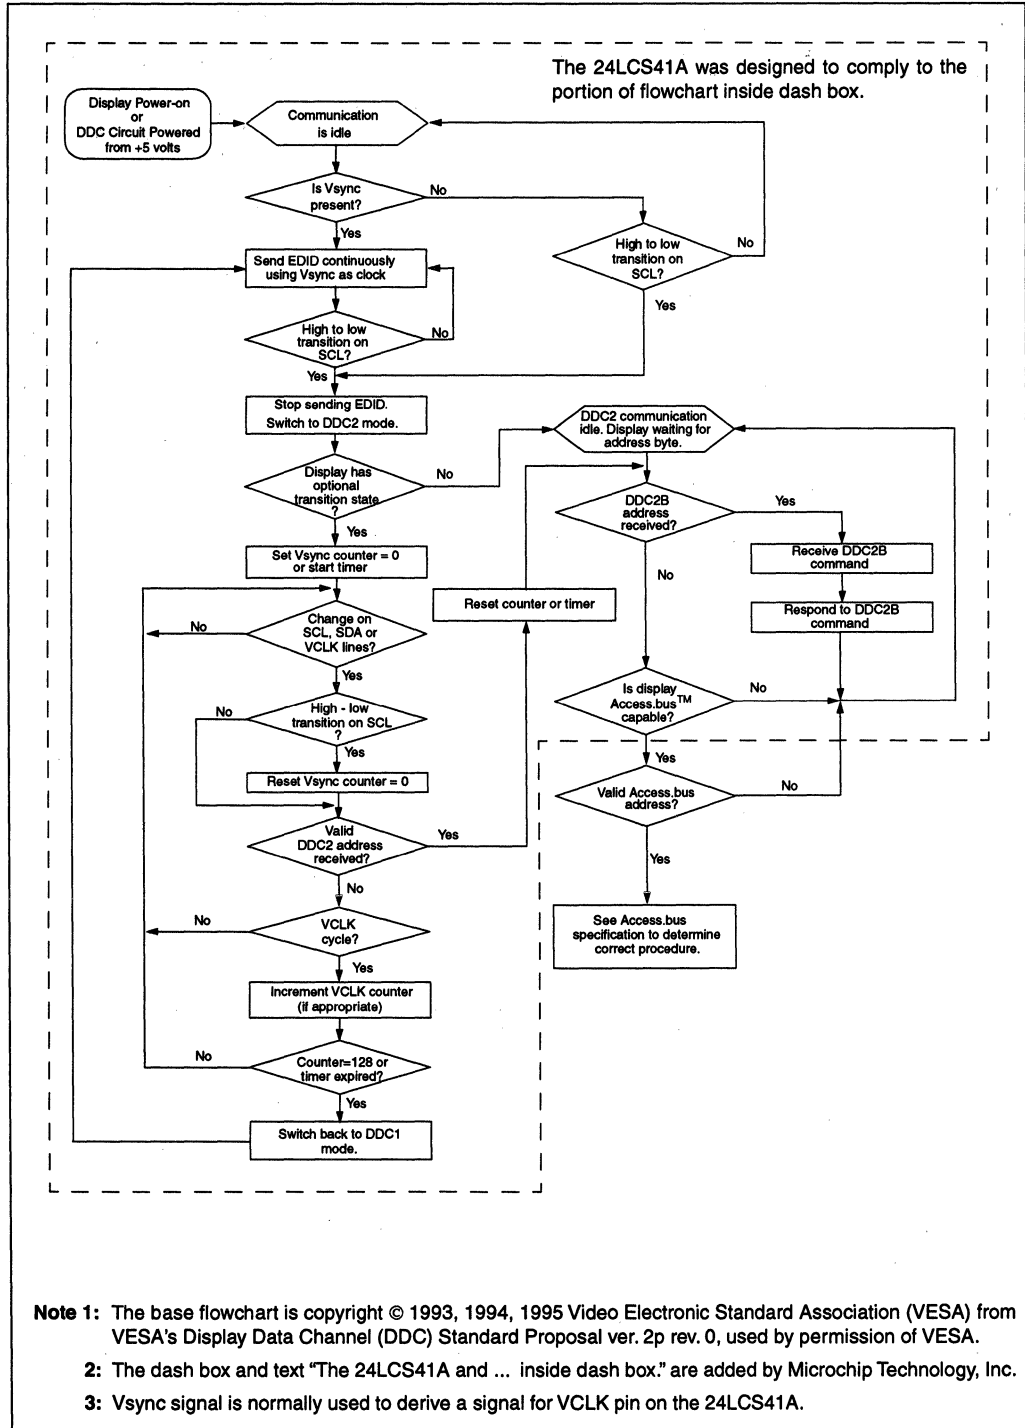 The 24LCS41A was designed to comply to the
portion of flowchart inside dash box.
Display Power-on
or
DDC Circuit Powered
from +5 volts
Communication
is idle
Is Vsync
present?
No
Yes
High to low
transition on
SCL?
No
Yes
Send EDID continuously
using Vsync as clock
High to low
transition on
SCL?
No
Yes
Stop sending EDID.
Switch to DDC2 mode.
Display has
optional
transition state
?
No
Yes
Set Vsync counter = 0
or start timer
Change on
SCL, SDA or
VCLK lines?
No
Yes
High - low
transition on SCL
?
No
Yes
Reset Vsync counter = 0
Valid
DDC2 address
received?
Yes
No
VCLK
cycle?
No
Yes
Increment VCLK counter
(if appropriate)
Counter=128 or
timer expired?
No
Yes
Switch back to DDC1
mode.
Reset counter or timer
DDC2 communication
idle. Display waiting for
address byte.
DDC2B
address
received?
Yes
No
Receive DDC2B
command
Respond to DDC2B
command
Is display
Access.bus™
capable?
No
Yes
Valid Access.bus
address?
No
Yes
See Access.bus
specification to determine
correct procedure.
Note 1: The base flowchart is copyright © 1993, 1994, 1995 Video Electronic Standard Association (VESA) from
VESA's Display Data Channel (DDC) Standard Proposal ver. 2p rev. 0, used by permission of VESA.
2: The dash box and text “The 24LCS41A and ... inside dash box.” are added by Microchip Technology, Inc.
3: Vsync signal is normally used to derive a signal for VCLK pin on the 24LCS41A.